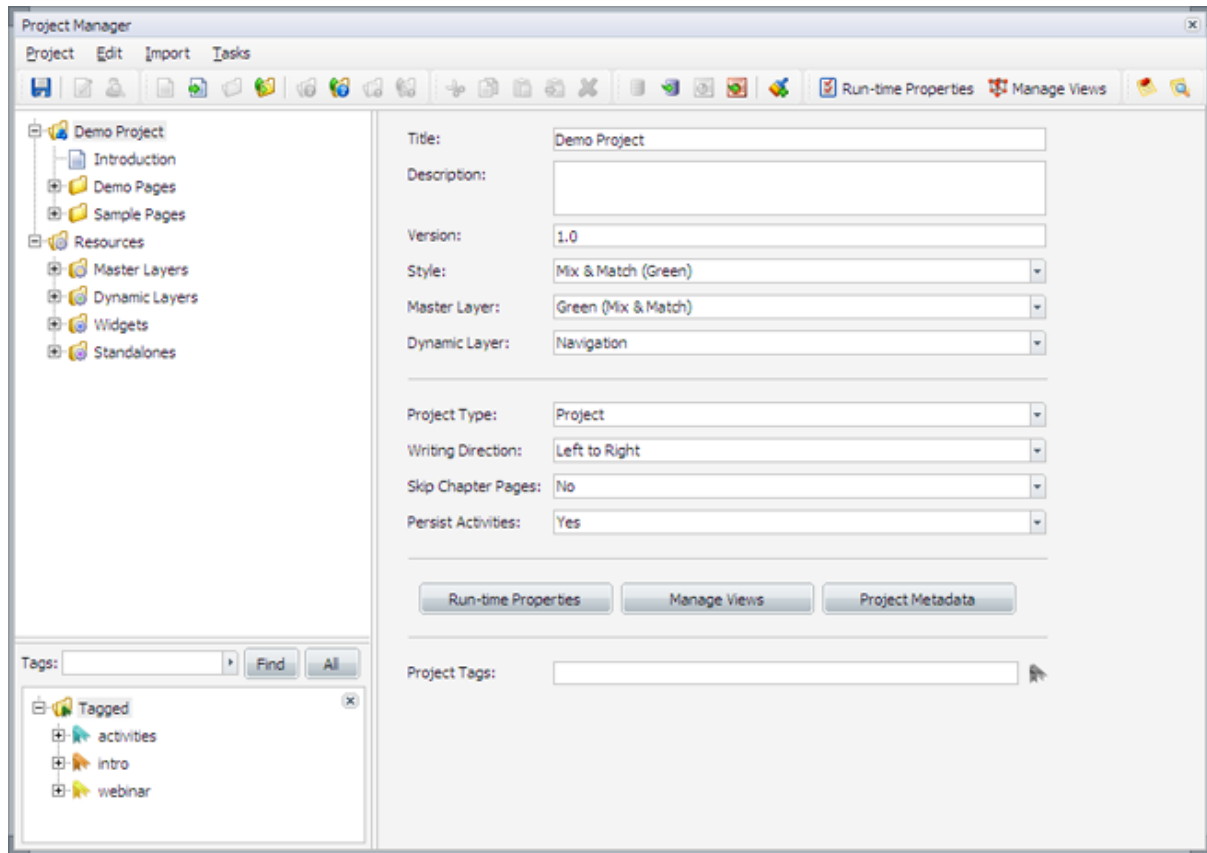 Project Manager
Project Edit Import Tasks
Run-time Properties Manage Views
Demo Project
Introduction
Demo Pages
Sample Pages
Resources
Master Layers
Dynamic Layers
Widgets
Standalones
Tags: Find All
Tagged
activities
intro
webinar
Title: Demo Project
Description:
Version: 1.0
Style: Mix & Match (Green)
Master Layer: Green (Mix & Match)
Dynamic Layer: Navigation
Project Type: Project
Writing Direction: Left to Right
Skip Chapter Pages: No
Persist Activities: Yes
Run-time Properties Manage Views Project Metadata
Project Tags: